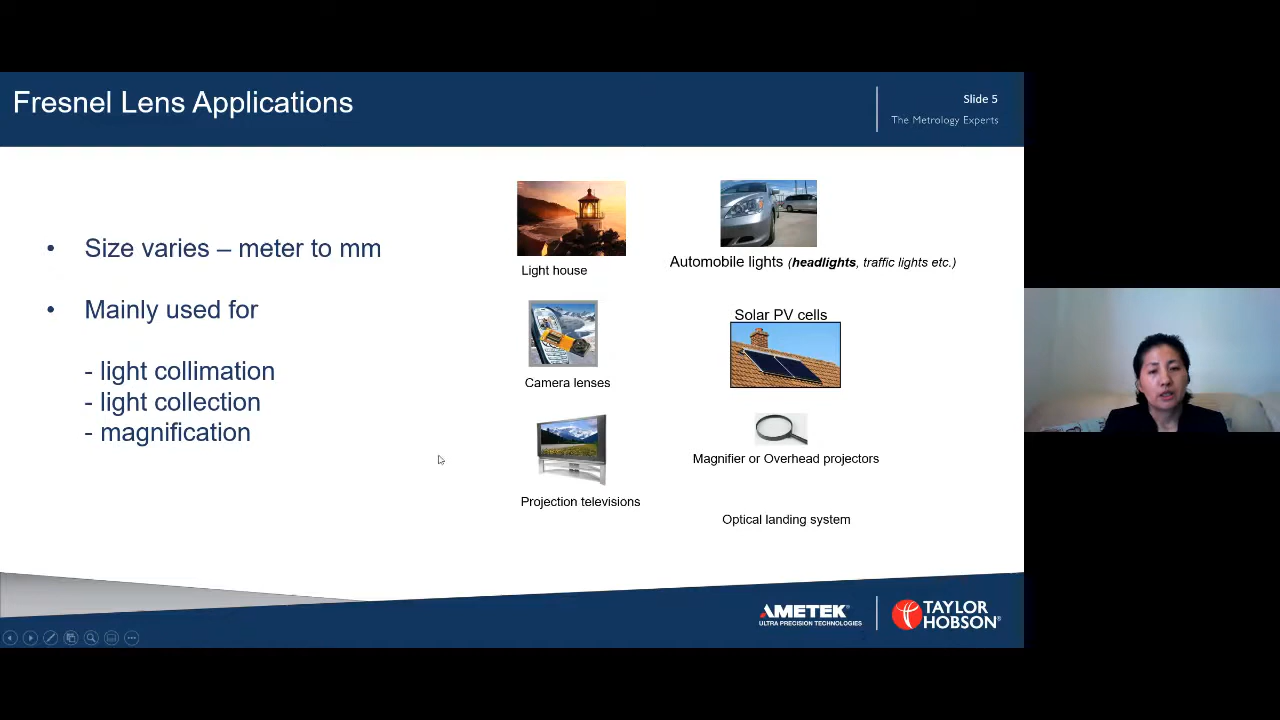 Fresnel Lens Applications
Slide 5
The Metrology Experts
• Size varies – meter to mm
• Mainly used for
- light collimation
- light collection
- magnification
Light house
Automobile lights (headlights, traffic lights etc.)
Camera lenses
Solar PV cells
Projection televisions
Magnifier or Overhead projectors
Optical landing system
AMETEK®
ULTRA PRECISION TECHNOLOGIES
TAYLOR
HOBSON®